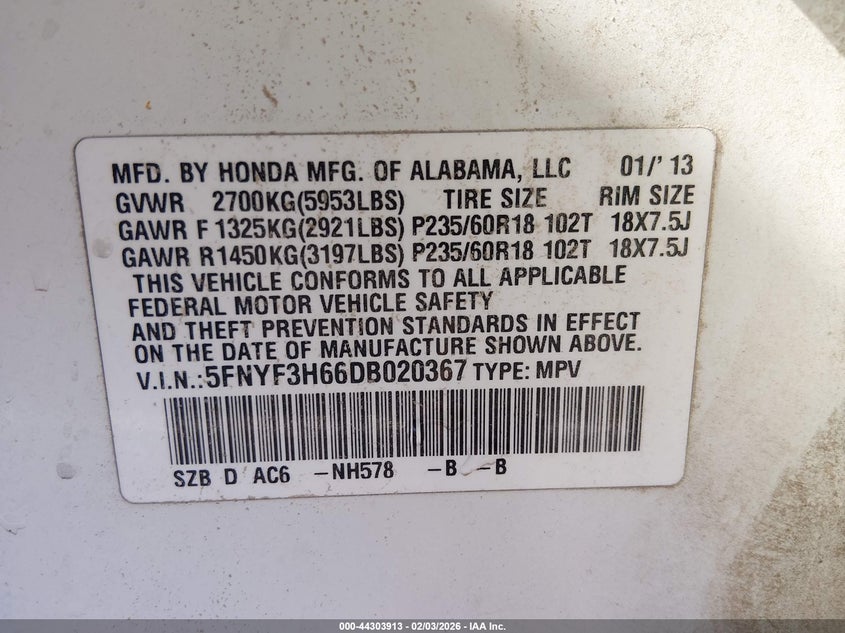 MFD. BY HONDA MFG. OF ALABAMA, LLC 01/' 13
GVWR 2700KG(5953LBS) TIRE SIZE RIM SIZE
GAWR F 1325KG(2921LBS) P235/60R18 102T 18X7.5J
GAWR R1450KG(3197LBS) P235/60R18 102T 18X7.5J
THIS VEHICLE CONFORMS TO ALL APPLICABLE
FEDERAL MOTOR VEHICLE SAFETY
AND THEFT PREVENTION STANDARDS IN EFFECT
ON THE DATE OF MANUFACTURE SHOWN ABOVE.
V.I.N.:5FNYF3H66DB020367 TYPE: MPV
SZB D AC6 -NH578 -B -B
000-44303913 - 02/03/2026 - IAA Inc.